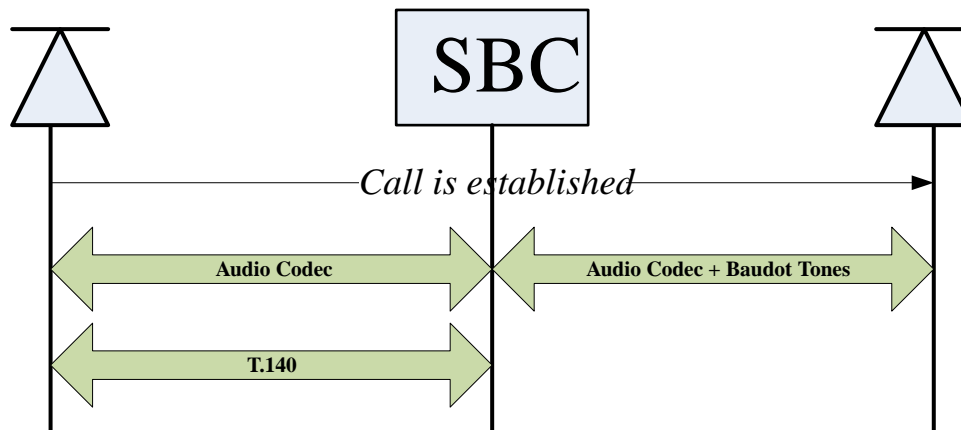 SBC
Call is established
Audio Codec
Audio Codec + Baudot Tones
T.140